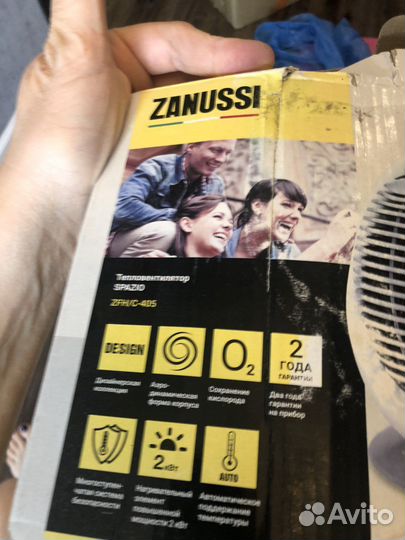 ZANUSSI
Тепловентилятор
SPAZIO
ZFH/C-405
DESIGN
Дизайнерская
коллекция
Аэро-
динамическая
форма корпуса
O2
Сохранение
кислорода
2
ГОДА
ГАРАНТИИ
Два года
гарантии
на прибор
Многоступен-
чатая система
безопасности
2 кВт
Нагревательный
элемент
повышенной
мощности 2 кВт
AUTO
Автоматическое
поддержание
температуры
Avito